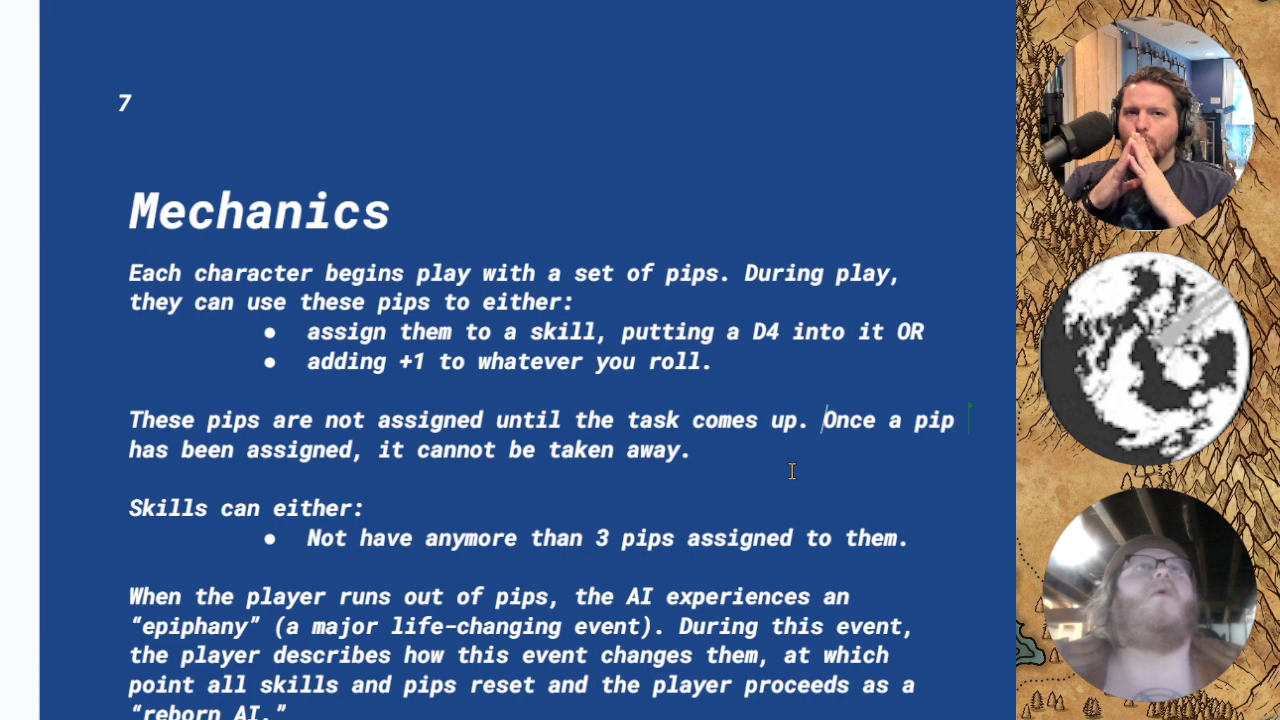 7
Mechanics
Each character begins play with a set of pips. During play,
they can use these pips to either:
● assign them to a skill, putting a D4 into it OR
● adding +1 to whatever you roll.
These pips are not assigned until the task comes up. Once a pip
has been assigned, it cannot be taken away.
Skills can either:
● Not have anymore than 3 pips assigned to them.
When the player runs out of pips, the AI experiences an
“epiphany” (a major life-changing event). During this event,
the player describes how this event changes them, at which
point all skills and pips reset and the player proceeds as a
“reborn AI.”